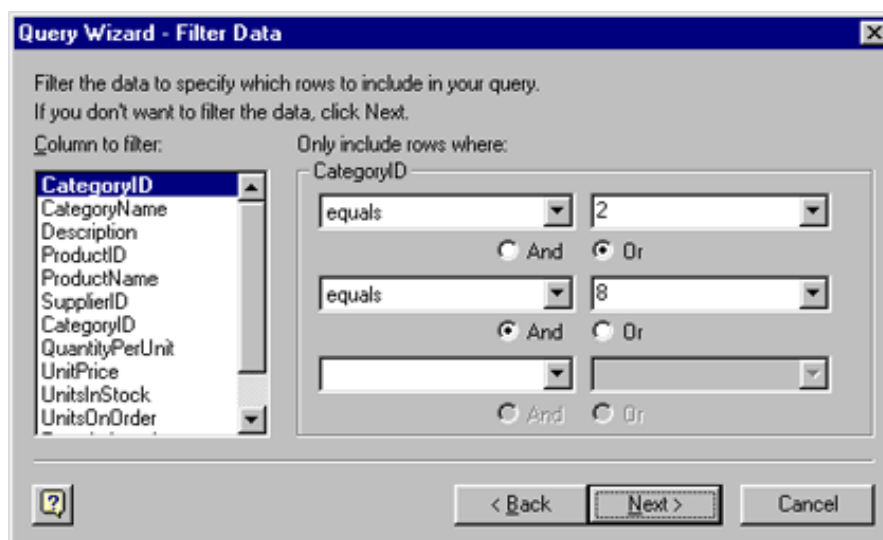 Query Wizard - Filter Data
Filter the data to specify which rows to include in your query.
If you don't want to filter the data, click Next.
Column to filter:
Only include rows where:
CategoryID
CategoryName
Description
ProductID
ProductName
SupplierID
CategoryID
QuantityPerUnit
UnitPrice
UnitsInStock
UnitsOnOrder
CategoryID
equals 2
And Or
equals 8
And Or
And Or
? < Back Next > Cancel